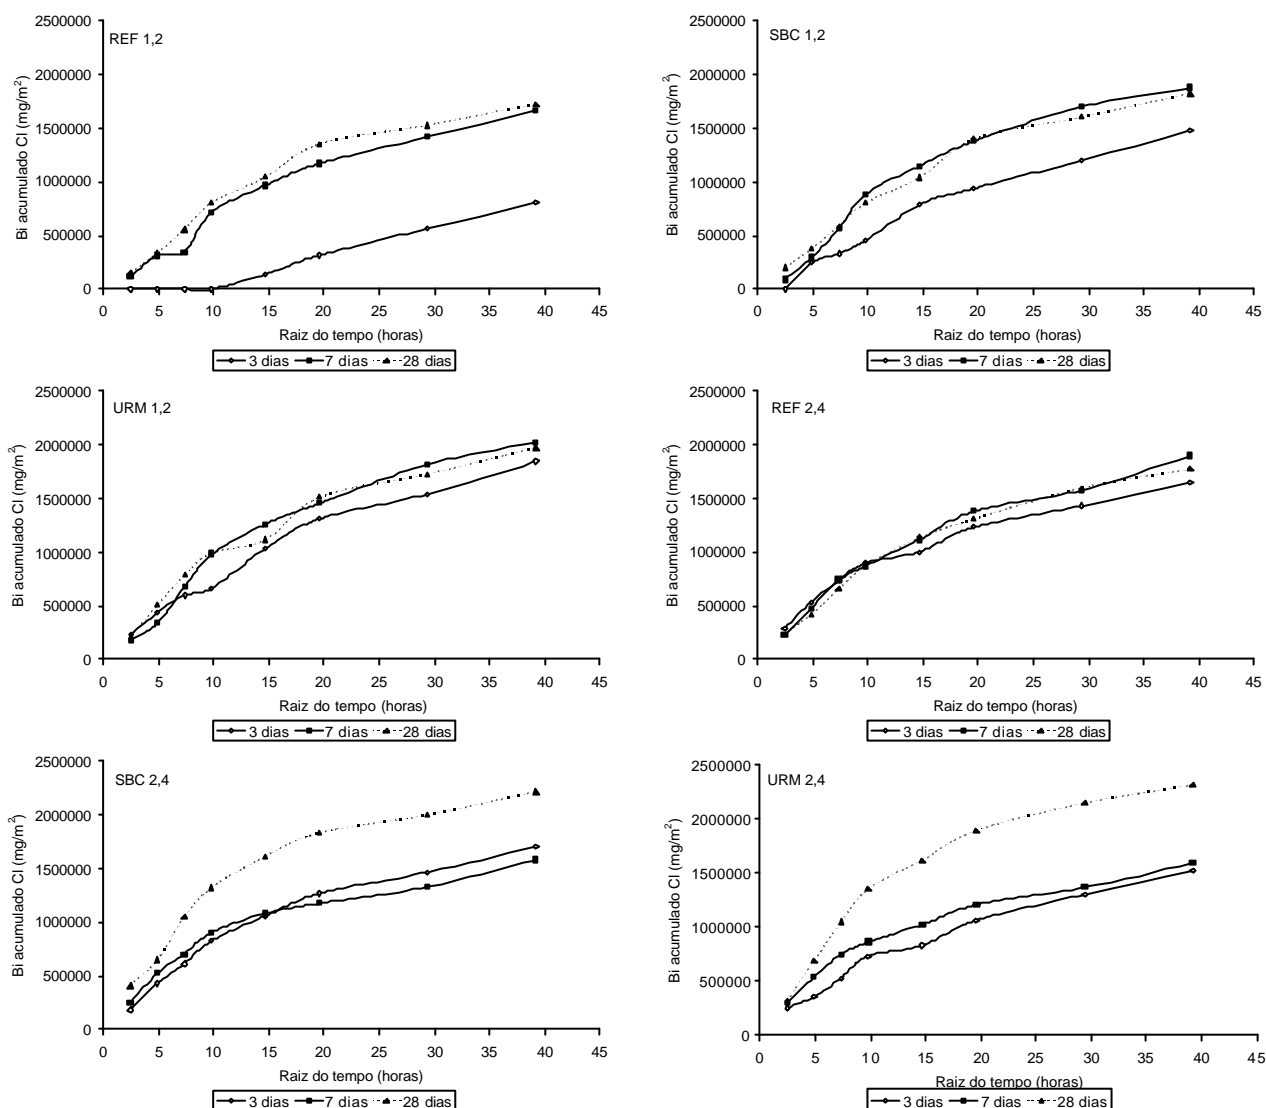 REF 1,2
Bi acumulado Cl (mg/m²)
2500000
2000000
1500000
1000000
500000
0
0 5 10 15 20 25 30 35 40 45
Raiz do tempo (horas)
3 dias 7 dias 28 dias
SBC 1,2
Bi acumulado Cl (mg/m²)
2500000
2000000
1500000
1000000
500000
0
0 5 10 15 20 25 30 35 40 45
Raiz do tempo (horas)
3 dias 7 dias 28 dias
URM 1,2
Bi acumulado Cl (mg/m²)
2500000
2000000
1500000
1000000
500000
0
0 5 10 15 20 25 30 35 40 45
Raiz do tempo (horas)
3 dias 7 dias 28 dias
REF 2,4
Bi acumulado Cl (mg/m²)
2500000
2000000
1500000
1000000
500000
0
0 5 10 15 20 25 30 35 40 45
Raiz do tempo (horas)
3 dias 7 dias 28 dias
SBC 2,4
Bi acumulado Cl (mg/m²)
2500000
2000000
1500000
1000000
500000
0
0 5 10 15 20 25 30 35 40 45
Raiz do tempo (horas)
3 dias 7 dias 28 dias
URM 2,4
Bi acumulado Cl (mg/m²)
2500000
2000000
1500000
1000000
500000
0
0 5 10 15 20 25 30 35 40 45
Raiz do tempo (horas)
3 dias 7 dias 28 dias